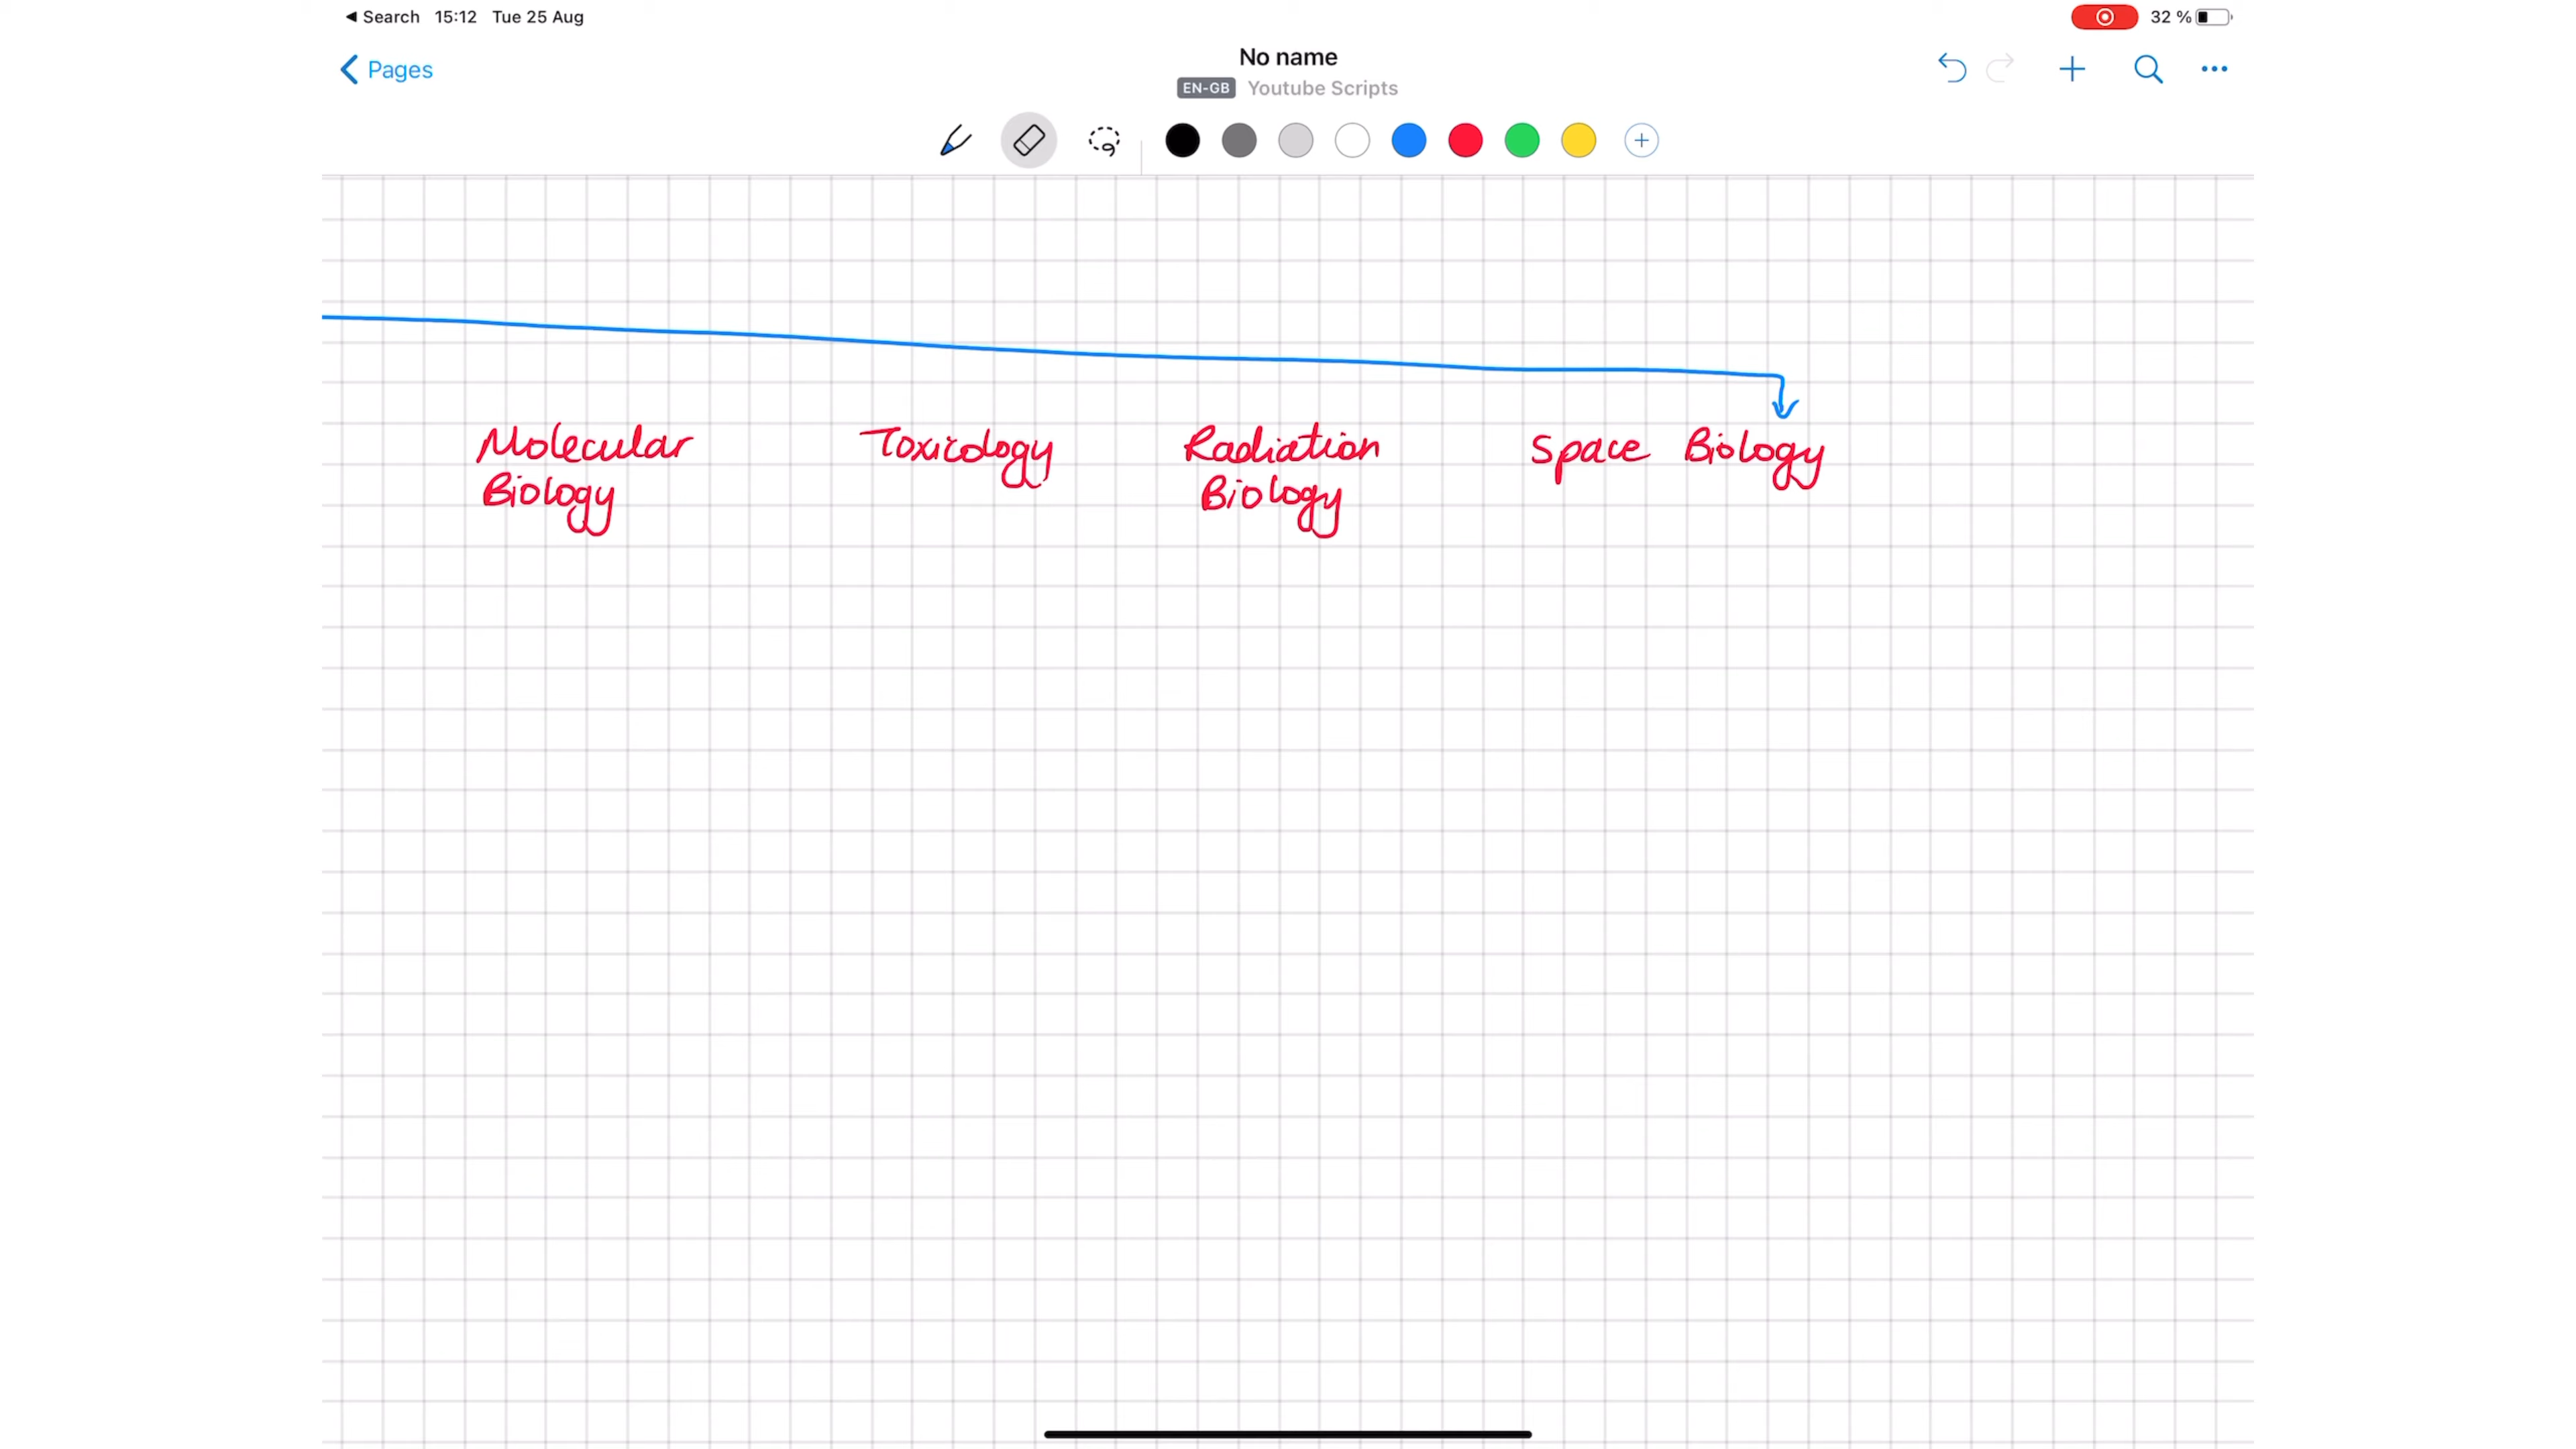 Search 15:12 Tue 25 Aug
32 %
Pages
No name
EN-GB Youtube Scripts
Molecular
Biology
Toxicology
Radiation
Biology
Space Biology